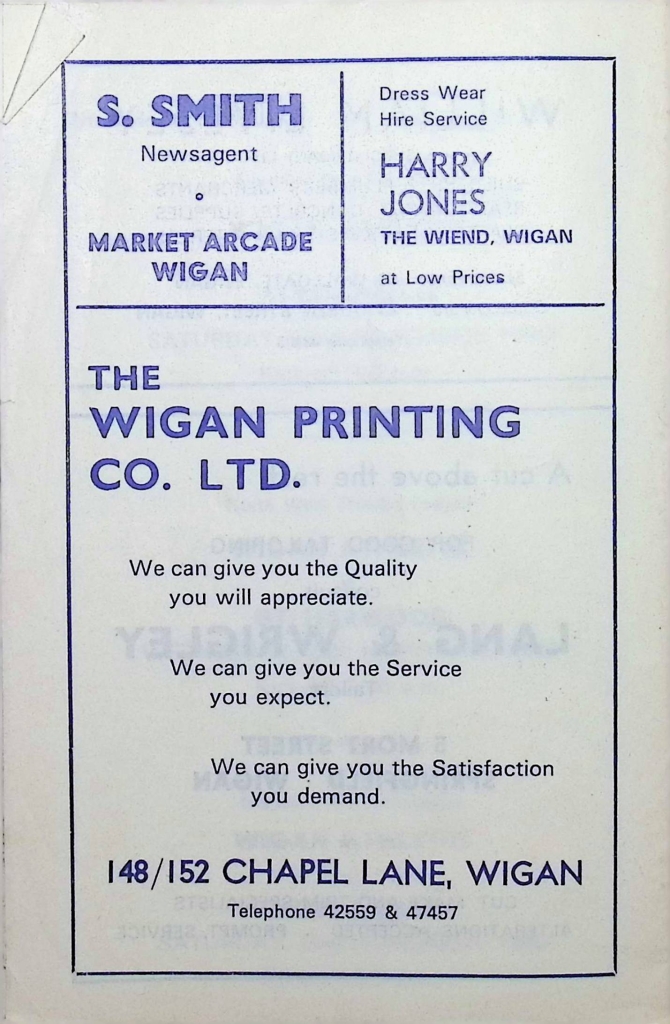 S. SMITH
Newsagent
MARKET ARCADE
WIGAN
Dress Wear
Hire Service
HARRY
JONES
THE WIEND, WIGAN
at Low Prices
THE
WIGAN PRINTING
CO. LTD.
We can give you the Quality
you will appreciate.
We can give you the Service
you expect.
We can give you the Satisfaction
you demand.
148/152 CHAPEL LANE, WIGAN
Telephone 42559 & 47457